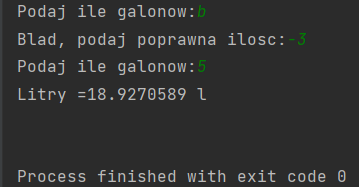 Podaj ile galonow:b
Blad, podaj poprawna ilosc:-3
Podaj ile galonow:5
Litry =18.9270589 l
Process finished with exit code 0